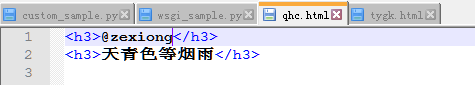 custom_sample.py wsgi_sample.py qhc.html tygk.html
1 <h3>@zexiong</h3>
2 <h3>天青色等烟雨</h3>
3